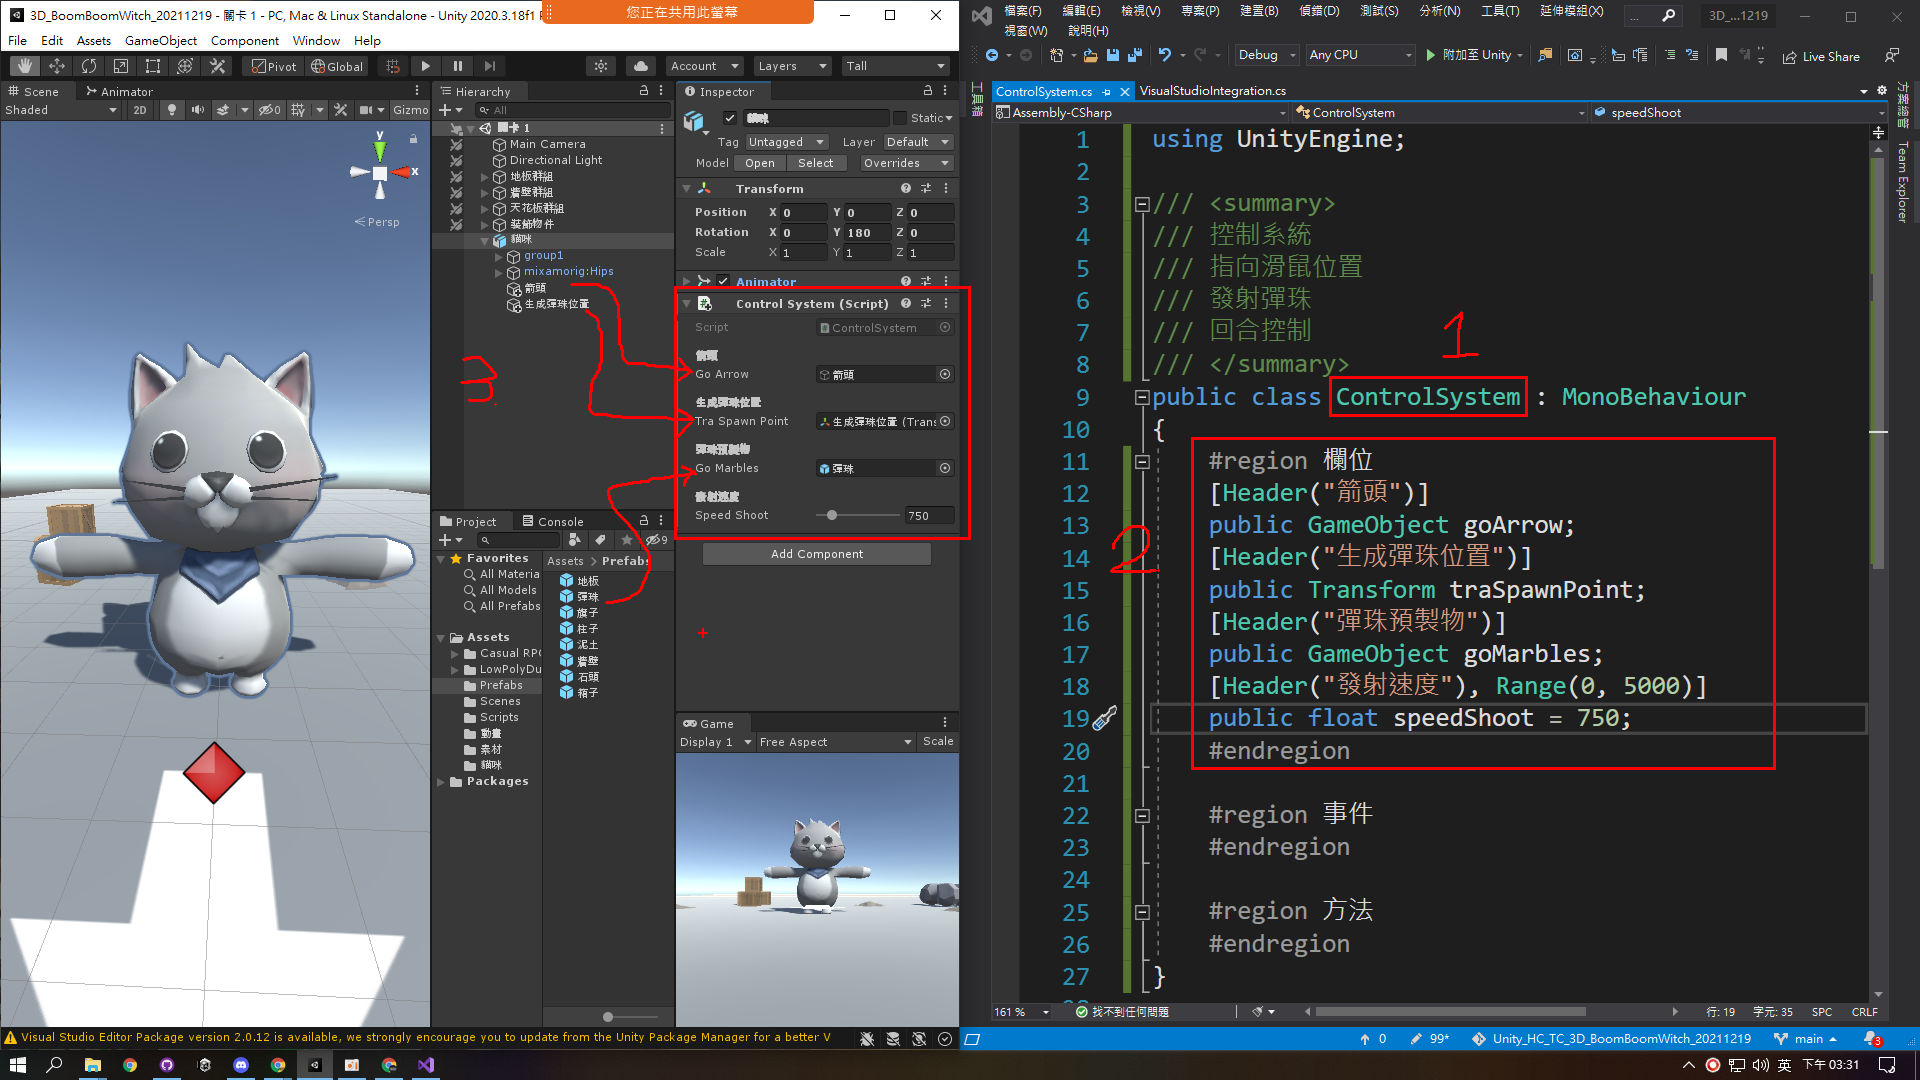 3D_BoomBoomWitch_20211219 - 關卡 1 - PC, Mac & Linux Standalone - Unity 2020.3.18f1
您正在共用此螢幕
File Edit Assets GameObject Component Window Help
Pivot Global Account Layers Tall
Scene Animator
Shaded 2D 0 Gizmo
y
x
Persp
Hierarchy
All
關卡 1
Main Camera
Directional Light
地板群組
牆壁群組
天花板群組
裝飾物件
貓咪
group1
mixamorig:Hips
箭頭
生成彈珠位置
3
Project Console
9
Favorites
All Materia
All Models
All Prefabs
Assets
Casual RPG
LowPolyDu
Prefabs
Scenes
Scripts
動畫
素材
貓咪
Packages
Assets > Prefabs
地板
彈珠
旗子
柱子
泥土
牆壁
石頭
箱子
Inspector
貓咪 Static
Tag Untagged Layer Default
Model Open Select Overrides
Transform
Position X 0 Y 0 Z 0
Rotation X 0 Y 180 Z 0
Scale X 1 Y 1 Z 1
Animator
Control System (Script)
Script ControlSystem
箭頭
Go Arrow 箭頭
生成彈珠位置
Tra Spawn Point 生成彈珠位置 (Trans
彈珠預製物
Go Marbles 彈珠
發射速度
Speed Shoot 750
Add Component
Game
Display 1 Free Aspect Scale
Visual Studio Editor Package version 2.0.12 is available, we strongly encourage you to update from the Unity Package Manager for a better V
檔案(F) 編輯(E) 檢視(V) 專案(P) 建置(B) 偵錯(D) 測試(S) 分析(N) 工具(T) 延伸模組(X)
視窗(W) 說明(H)
... 3D_...1219
Debug Any CPU 附加至 Unity Live Share
工具箱
ControlSystem.cs VisualStudioIntegration.cs
Assembly-CSharp ControlSystem speedShoot
方案總管
Team Explorer
1 using UnityEngine;
2
3 /// <summary>
4 /// 控制系統
5 /// 指向滑鼠位置
6 /// 發射彈珠
7 /// 回合控制
8 /// </summary>
1
9 public class ControlSystem : MonoBehaviour
10 {
11 #region 欄位
12 [Header("箭頭")]
13 public GameObject goArrow;
14 [Header("生成彈珠位置")]
2
15 public Transform traSpawnPoint;
16 [Header("彈珠預製物")]
17 public GameObject goMarbles;
18 [Header("發射速度"), Range(0, 5000)]
19 public float speedShoot = 750;
20 #endregion
21
22 #region 事件
23 #endregion
24
25 #region 方法
26 #endregion
27 }
161 % 找不到任何問題 行: 19 字元: 35 SPC CRLF
0 99* Unity_HC_TC_3D_BoomBoomWitch_20211219 main 3
英 下午 03:31